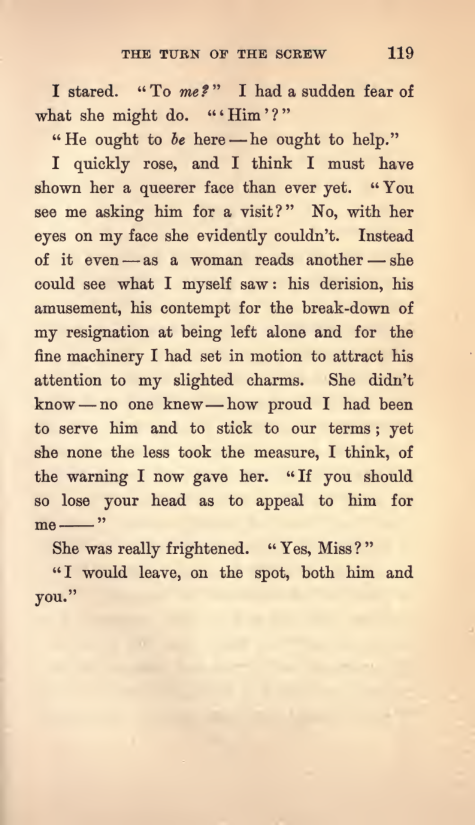 THE TURN OF THE SCREW 119
I stared. “To me?” I had a sudden fear of
what she might do. “‘Him’?”
“He ought to be here — he ought to help.”
I quickly rose, and I think I must have
shown her a queerer face than ever yet. “You
see me asking him for a visit?” No, with her
eyes on my face she evidently couldn’t. Instead
of it even — as a woman reads another — she
could see what I myself saw: his derision, his
amusement, his contempt for the break-down of
my resignation at being left alone and for the
fine machinery I had set in motion to attract his
attention to my slighted charms. She didn’t
know — no one knew — how proud I had been
to serve him and to stick to our terms; yet
she none the less took the measure, I think, of
the warning I now gave her. “If you should
so lose your head as to appeal to him for
me —— ”
She was really frightened. “Yes, Miss?”
“I would leave, on the spot, both him and
you.”